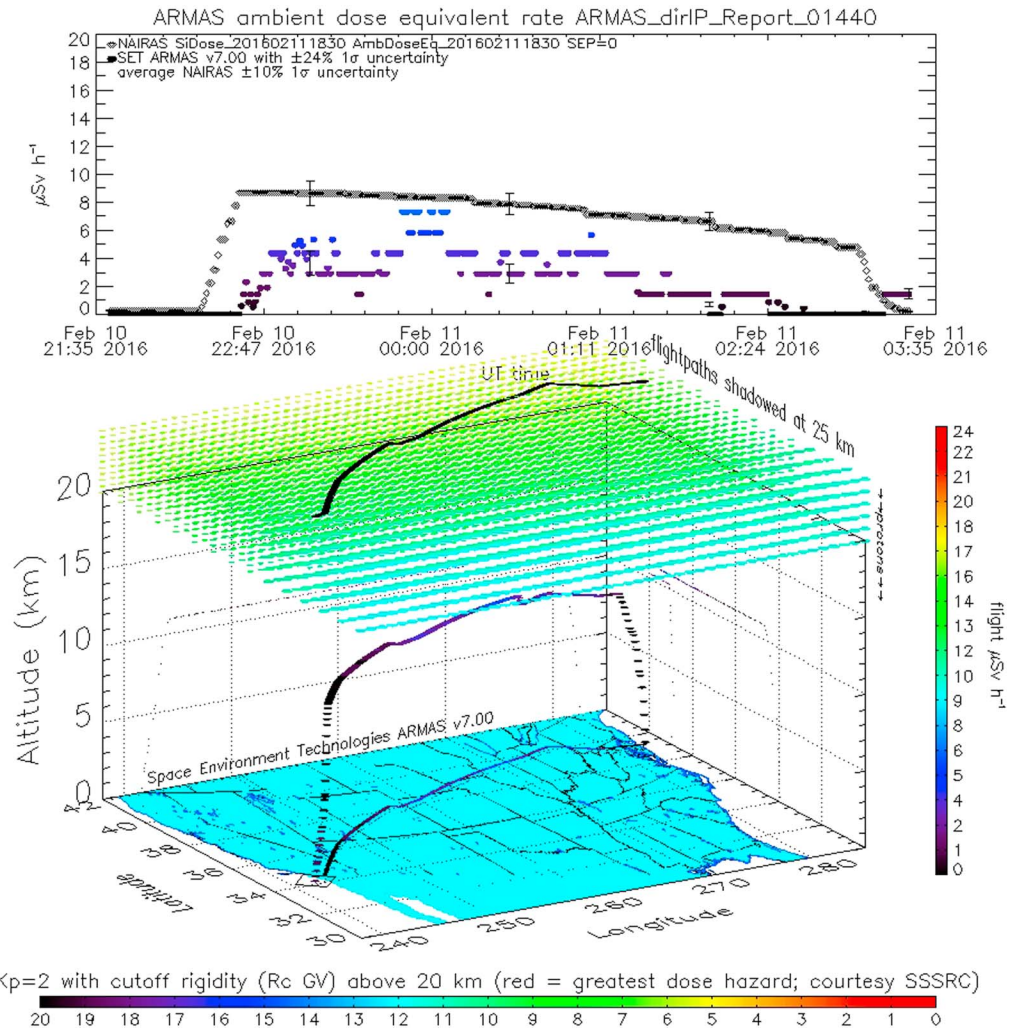 ARMAS ambient dose equivalent rate ARMAS_dirIP_Report_01440
NAIRAS SiDose_201602111830 AmbDoseEq_201602111830 SEP=0
SET ARMAS v7.00 with ±24% 1σ uncertainty
average NAIRAS ±10% 1σ uncertainty
20
18
16
14
12
10
8
6
4
2
0
μSv h⁻¹
Feb 10 Feb 10 Feb 11 Feb 11 Feb 11 Feb 11
21:35 2016 22:47 2016 00:00 2016 01:11 2016 02:24 2016 03:35 2016
UT time
flightpaths shadowed at 25 km
20
15
10
5
0
Altitude (km)
←←protons→→
Space Environment Technologies ARMAS v7.00
42 40 38 36 34 32 30
Latitude
240 250 260 270 280
Longitude
24
22
21
20
18
17
16
14
13
12
10
9
8
6
5
4
2
1
0
flight μSv h⁻¹
Kp=2 with cutoff rigidity (Rc GV) above 20 km (red = greatest dose hazard; courtesy SSSRC)
20 19 18 17 16 15 14 13 12 11 10 9 8 7 6 5 4 3 2 1 0